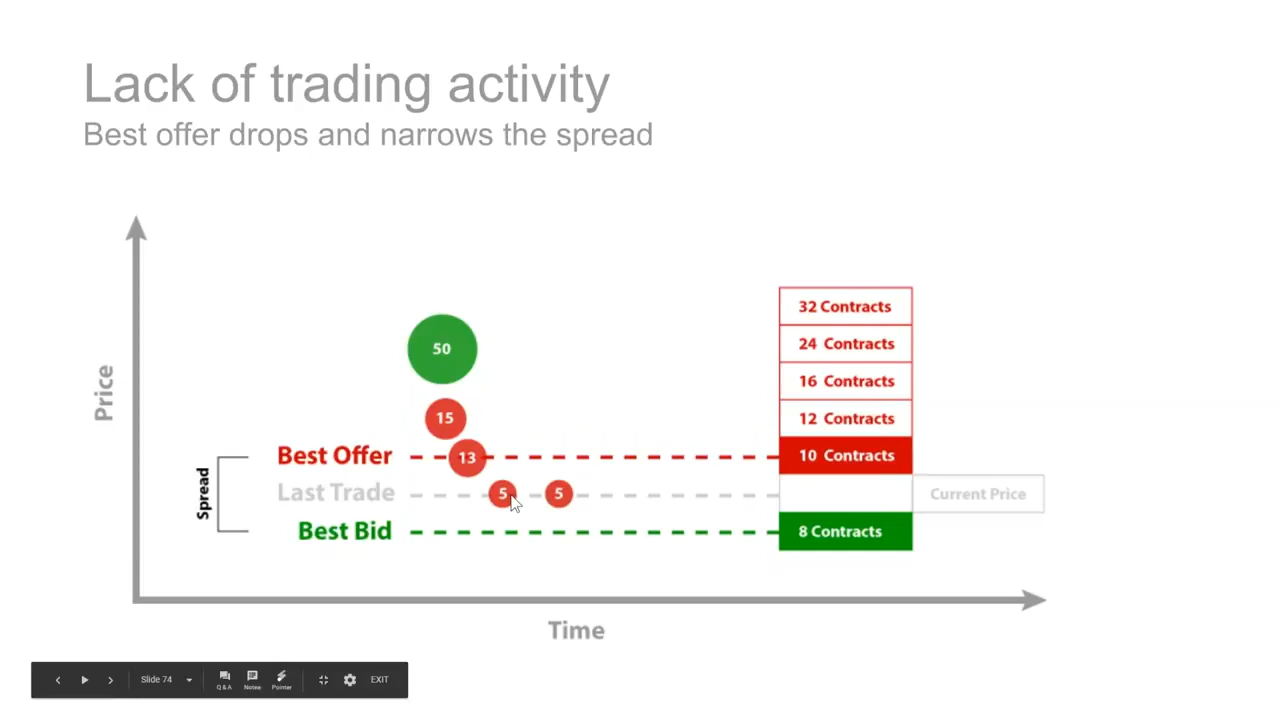 Lack of trading activity
Best offer drops and narrows the spread
Price
32 Contracts
50
24 Contracts
16 Contracts
15
12 Contracts
Best Offer
13
10 Contracts
Spread
Last Trade
5
5
Current Price
Best Bid
8 Contracts
Time
Slide 74
Q & A
Notes
Pointer
EXIT